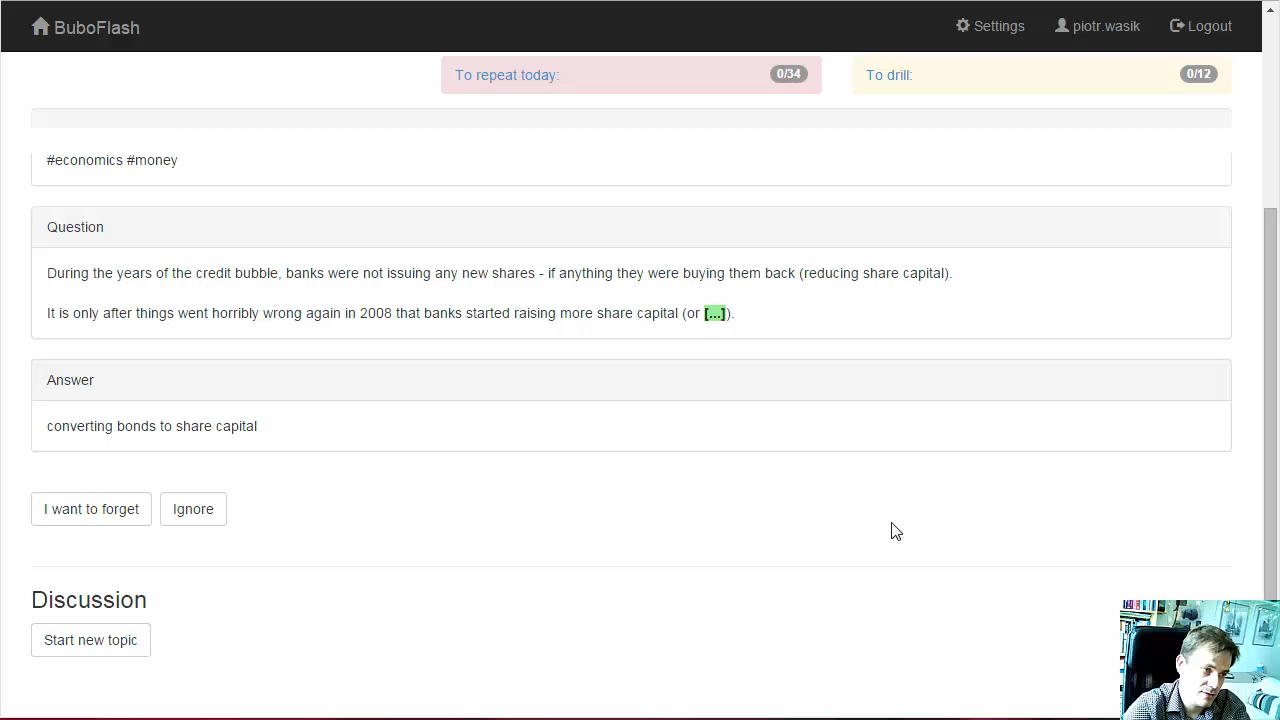 BuboFlash
Settings
piotr.wasik
Logout
To repeat today:
0/34
To drill:
0/12
#economics #money
Question
During the years of the credit bubble, banks were not issuing any new shares - if anything they were buying them back (reducing share capital).
It is only after things went horribly wrong again in 2008 that banks started raising more share capital (or [...]).
Answer
converting bonds to share capital
I want to forget
Ignore
Discussion
Start new topic